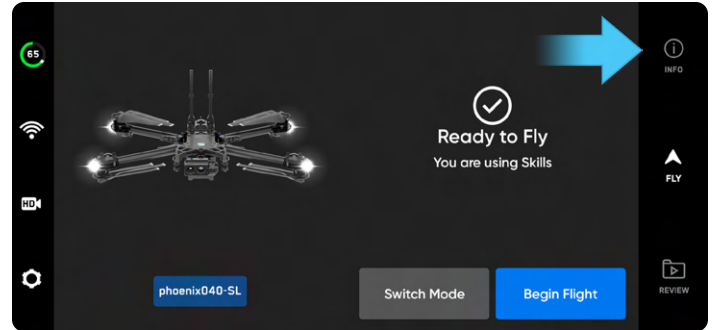 65
HD
phoenix040-SL
Ready to Fly
You are using Skills
Switch Mode
Begin Flight
INFO
FLY
REVIEW